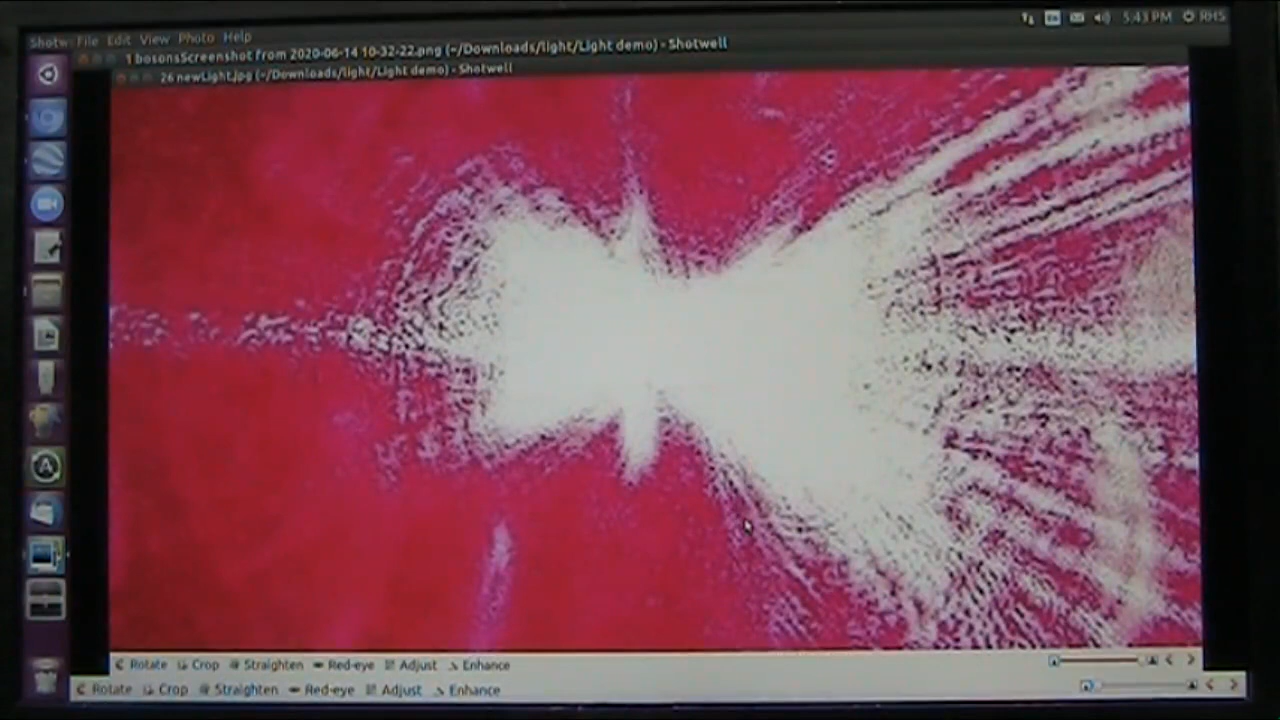 Shotw File Edit View Photo Help
5:43 PM RHS
1 bosonsScreenshot from 2020-06-14 10-32-22.png (~/Downloads/light/Light demo) - Shotwell
26 newLight.jpg (~/Downloads/light/Light demo) - Shotwell
Rotate Crop Straighten Red-eye Adjust Enhance
Rotate Crop Straighten Red-eye Adjust Enhance